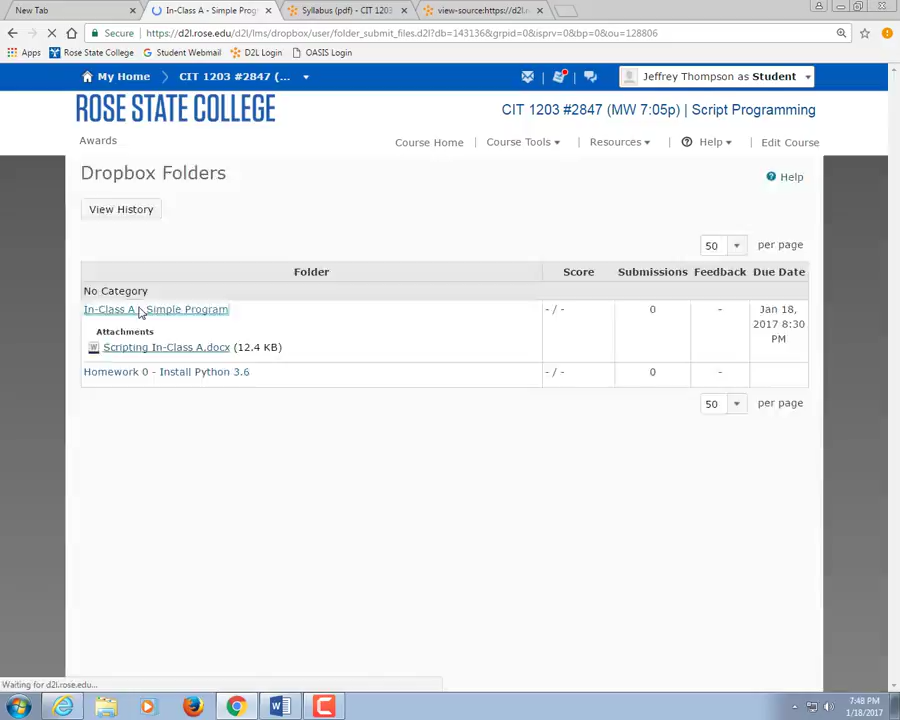 New Tab
In-Class A - Simple Prog
Syllabus (pdf) - CIT 1203
view-source:https://d2l.
Secure
https://d2l.rose.edu/d2l/lms/dropbox/user/folder_submit_files.d2l?db=143136&grpid=0&isprv=0&bp=0&ou=128806
Apps Rose State College Student Webmail D2L Login OASIS Login
My Home CIT 1203 #2847 (... Jeffrey Thompson as Student
ROSE STATE COLLEGE
CIT 1203 #2847 (MW 7:05p) | Script Programming
Awards
Course Home Course Tools Resources Help Edit Course
Dropbox Folders
Help
View History
50 per page
Folder Score Submissions Feedback Due Date
No Category
In-Class A - Simple Program - / - 0 - Jan 18, 2017 8:30 PM
Attachments
Scripting In-Class A.docx (12.4 KB)
Homework 0 - Install Python 3.6 - / - 0 -
50 per page
Waiting for d2l.rose.edu...
7:48 PM
1/18/2017